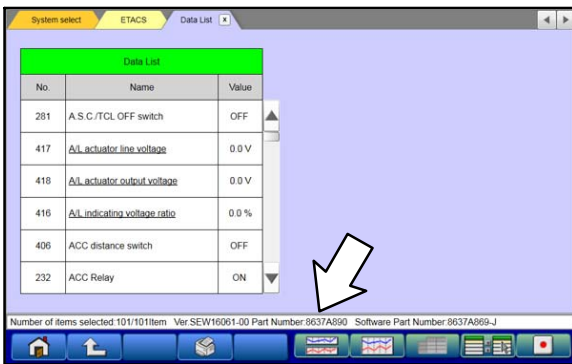 System select ETACS Data List x
Data List
No. Name Value
281 A.S.C./TCL OFF switch OFF
417 A/L actuator line voltage 0.0 V
418 A/L actuator output voltage 0.0 V
416 A/L indicating voltage ratio 0.0 %
406 ACC distance switch OFF
232 ACC Relay ON
Number of items selected:101/101Item Ver.SEW16061-00 Part Number:8637A890 Software Part Number:8637A869-J